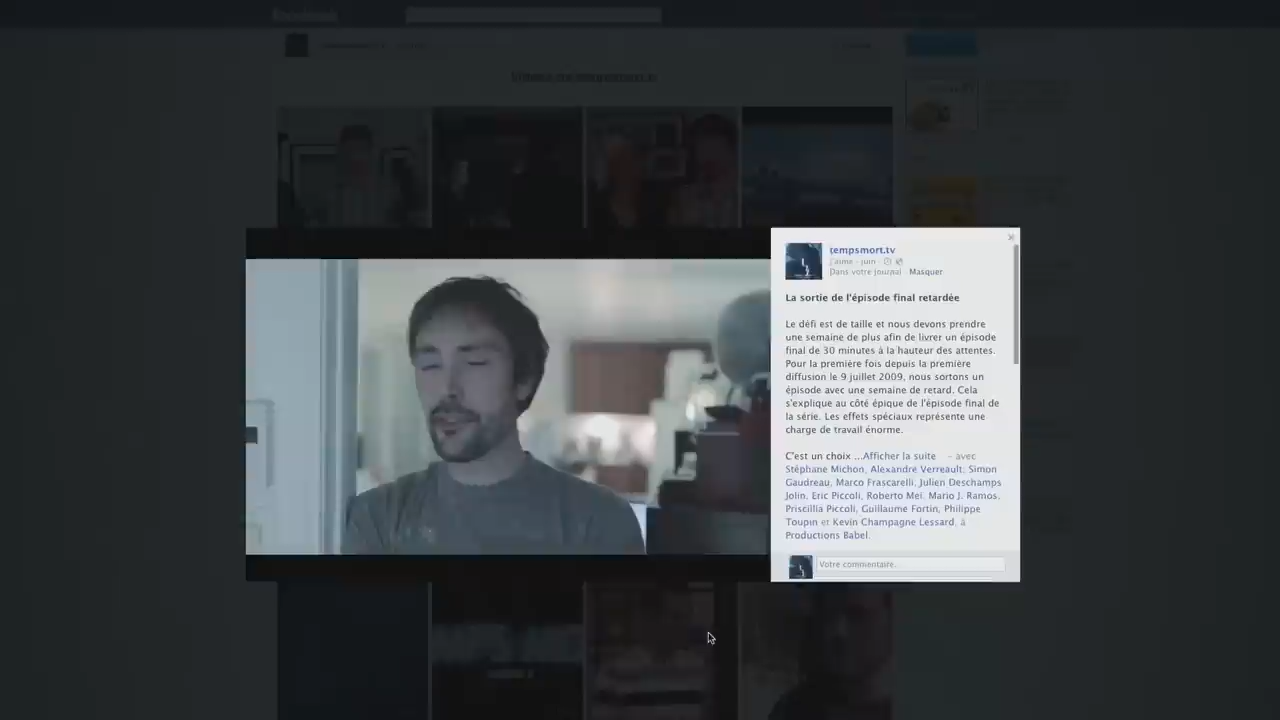 tempsmort.tv
J'aime · juin ·
Dans votre journal · Masquer
La sortie de l'épisode final retardée
Le défi est de taille et nous devons prendre
une semaine de plus afin de livrer un épisode
final de 30 minutes à la hauteur des attentes.
Pour la première fois depuis la première
diffusion le 9 juillet 2009, nous sortons un
épisode avec une semaine de retard. Cela
s'explique au côté épique de l'épisode final de
la série. Les effets spéciaux représente une
charge de travail énorme.
C'est un choix ...Afficher la suite – avec
Stéphane Michon, Alexandre Verreault, Simon
Gaudreau, Marco Frascarelli, Julien Deschamps
Jolin, Eric Piccoli, Roberto Mei, Mario J. Ramos,
Priscillia Piccoli, Guillaume Fortin, Philippe
Toupin et Kevin Champagne Lessard, à
Productions Babel.
Votre commentaire...